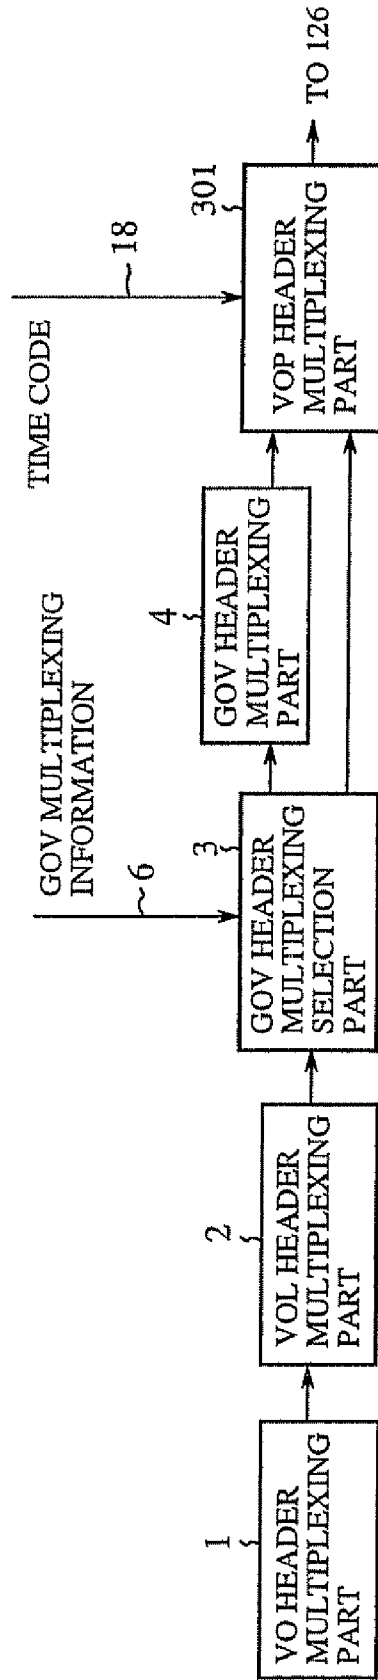 1
VO HEADER
MULTIPLEXING
PART
2
VOL HEADER
MULTIPLEXING
PART
GOV MULTIPLEXING
INFORMATION
6
3
GOV HEADER
MULTIPLEXING
SELECTION
PART
4
GOV HEADER
MULTIPLEXING
PART
TIME CODE
18
301
VOP HEADER
MULTIPLEXING
PART
TO 126